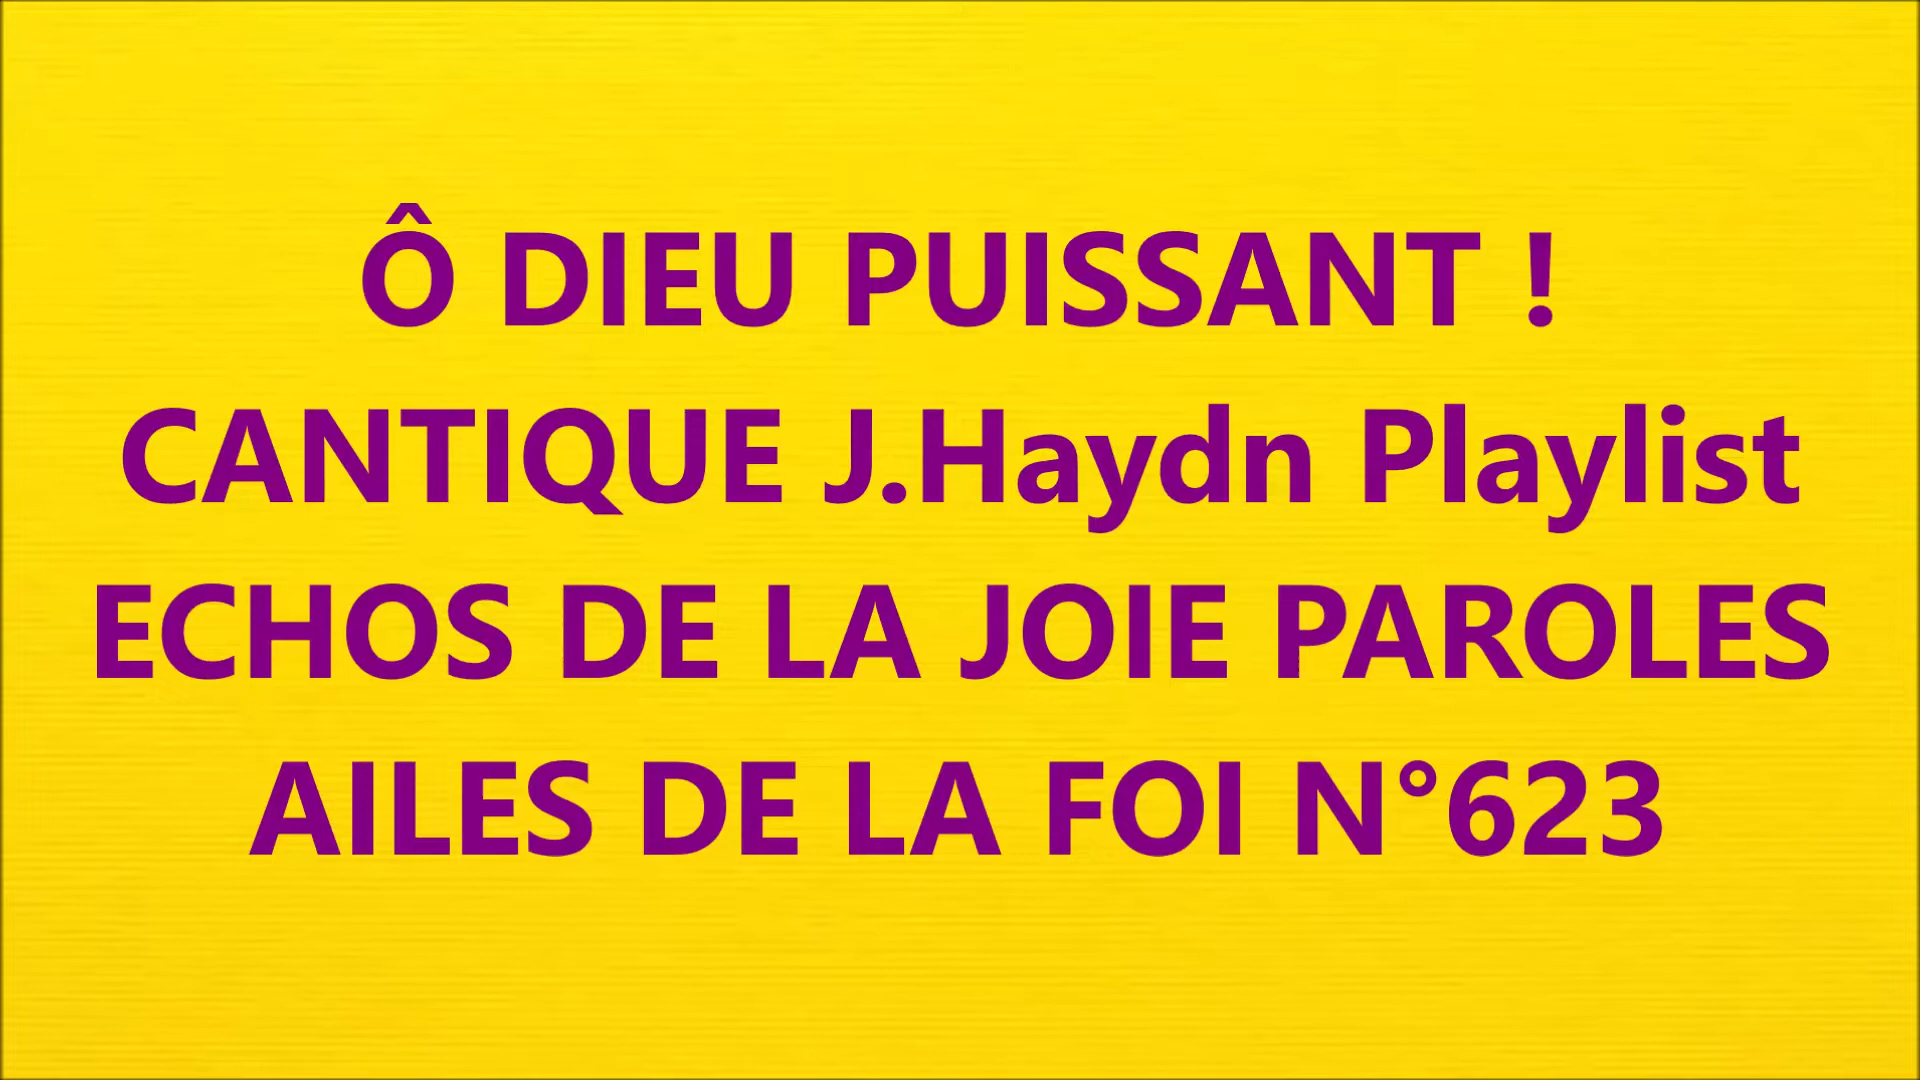 Ô DIEU PUISSANT !
CANTIQUE J.Haydn Playlist
ECHOS DE LA JOIE PAROLES
AILES DE LA FOI N°623